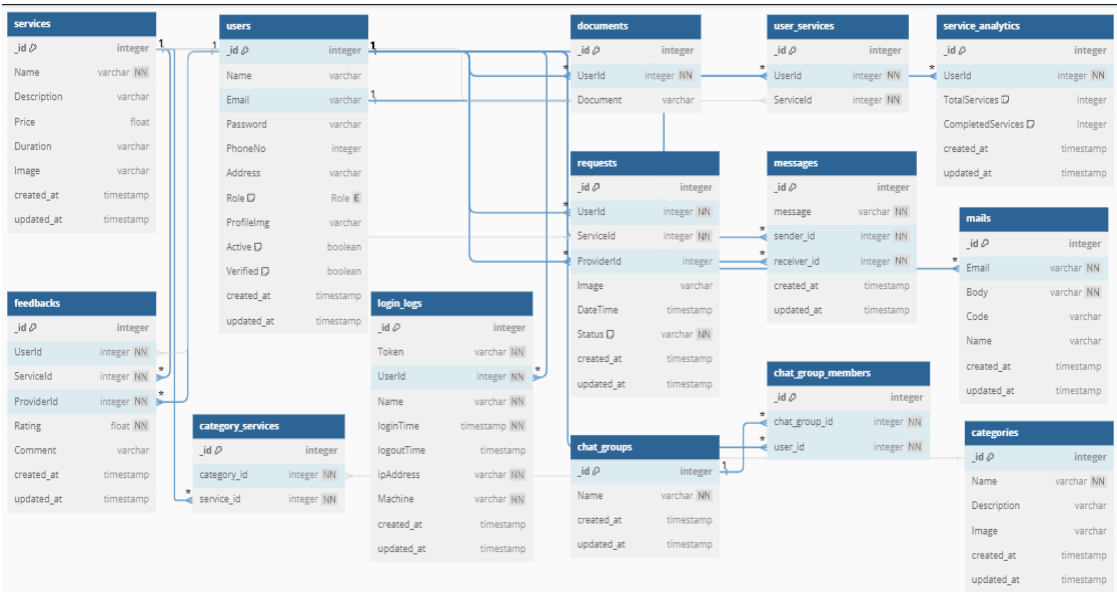 services
_id integer
Name varchar NN
Description varchar
Price float
Duration varchar
Image varchar
created_at timestamp
updated_at timestamp
users
_id integer
Name varchar
Email varchar
Password varchar
PhoneNo integer
Address varchar
Role Role E
ProfileImg varchar
Active boolean
Verified boolean
created_at timestamp
updated_at timestamp
documents
_id integer
UserId integer NN
Document varchar
user_services
_id integer
UserId integer NN
ServiceId integer NN
service_analytics
_id integer
UserId integer NN
TotalServices integer
CompletedServices integer
created_at timestamp
updated_at timestamp
requests
_id integer
UserId integer NN
ServiceId integer NN
ProviderId integer
Image varchar
DateTime timestamp
Status varchar NN
created_at timestamp
updated_at timestamp
messages
_id integer
message varchar NN
sender_id integer NN
receiver_id integer NN
created_at timestamp
updated_at timestamp
mails
_id integer
Email varchar NN
Body varchar NN
Code varchar
Name varchar
created_at timestamp
updated_at timestamp
feedbacks
_id integer
UserId integer NN
ServiceId integer NN
ProviderId integer NN
Rating float NN
Comment varchar
created_at timestamp
updated_at timestamp
login_logs
_id integer
Token varchar NN
UserId integer NN
Name varchar NN
loginTime timestamp NN
logoutTime timestamp
ipAddress varchar NN
Machine varchar NN
created_at timestamp
updated_at timestamp
category_services
_id integer
category_id integer NN
service_id integer NN
chat_groups
_id integer
Name varchar NN
created_at timestamp
updated_at timestamp
chat_group_members
_id integer
chat_group_id integer NN
user_id integer NN
categories
_id integer
Name varchar NN
Description varchar
Image varchar
created_at timestamp
updated_at timestamp
1
1
1
1
1
*
*
*
*
*
*
*
*
*
*
*
*
*
*